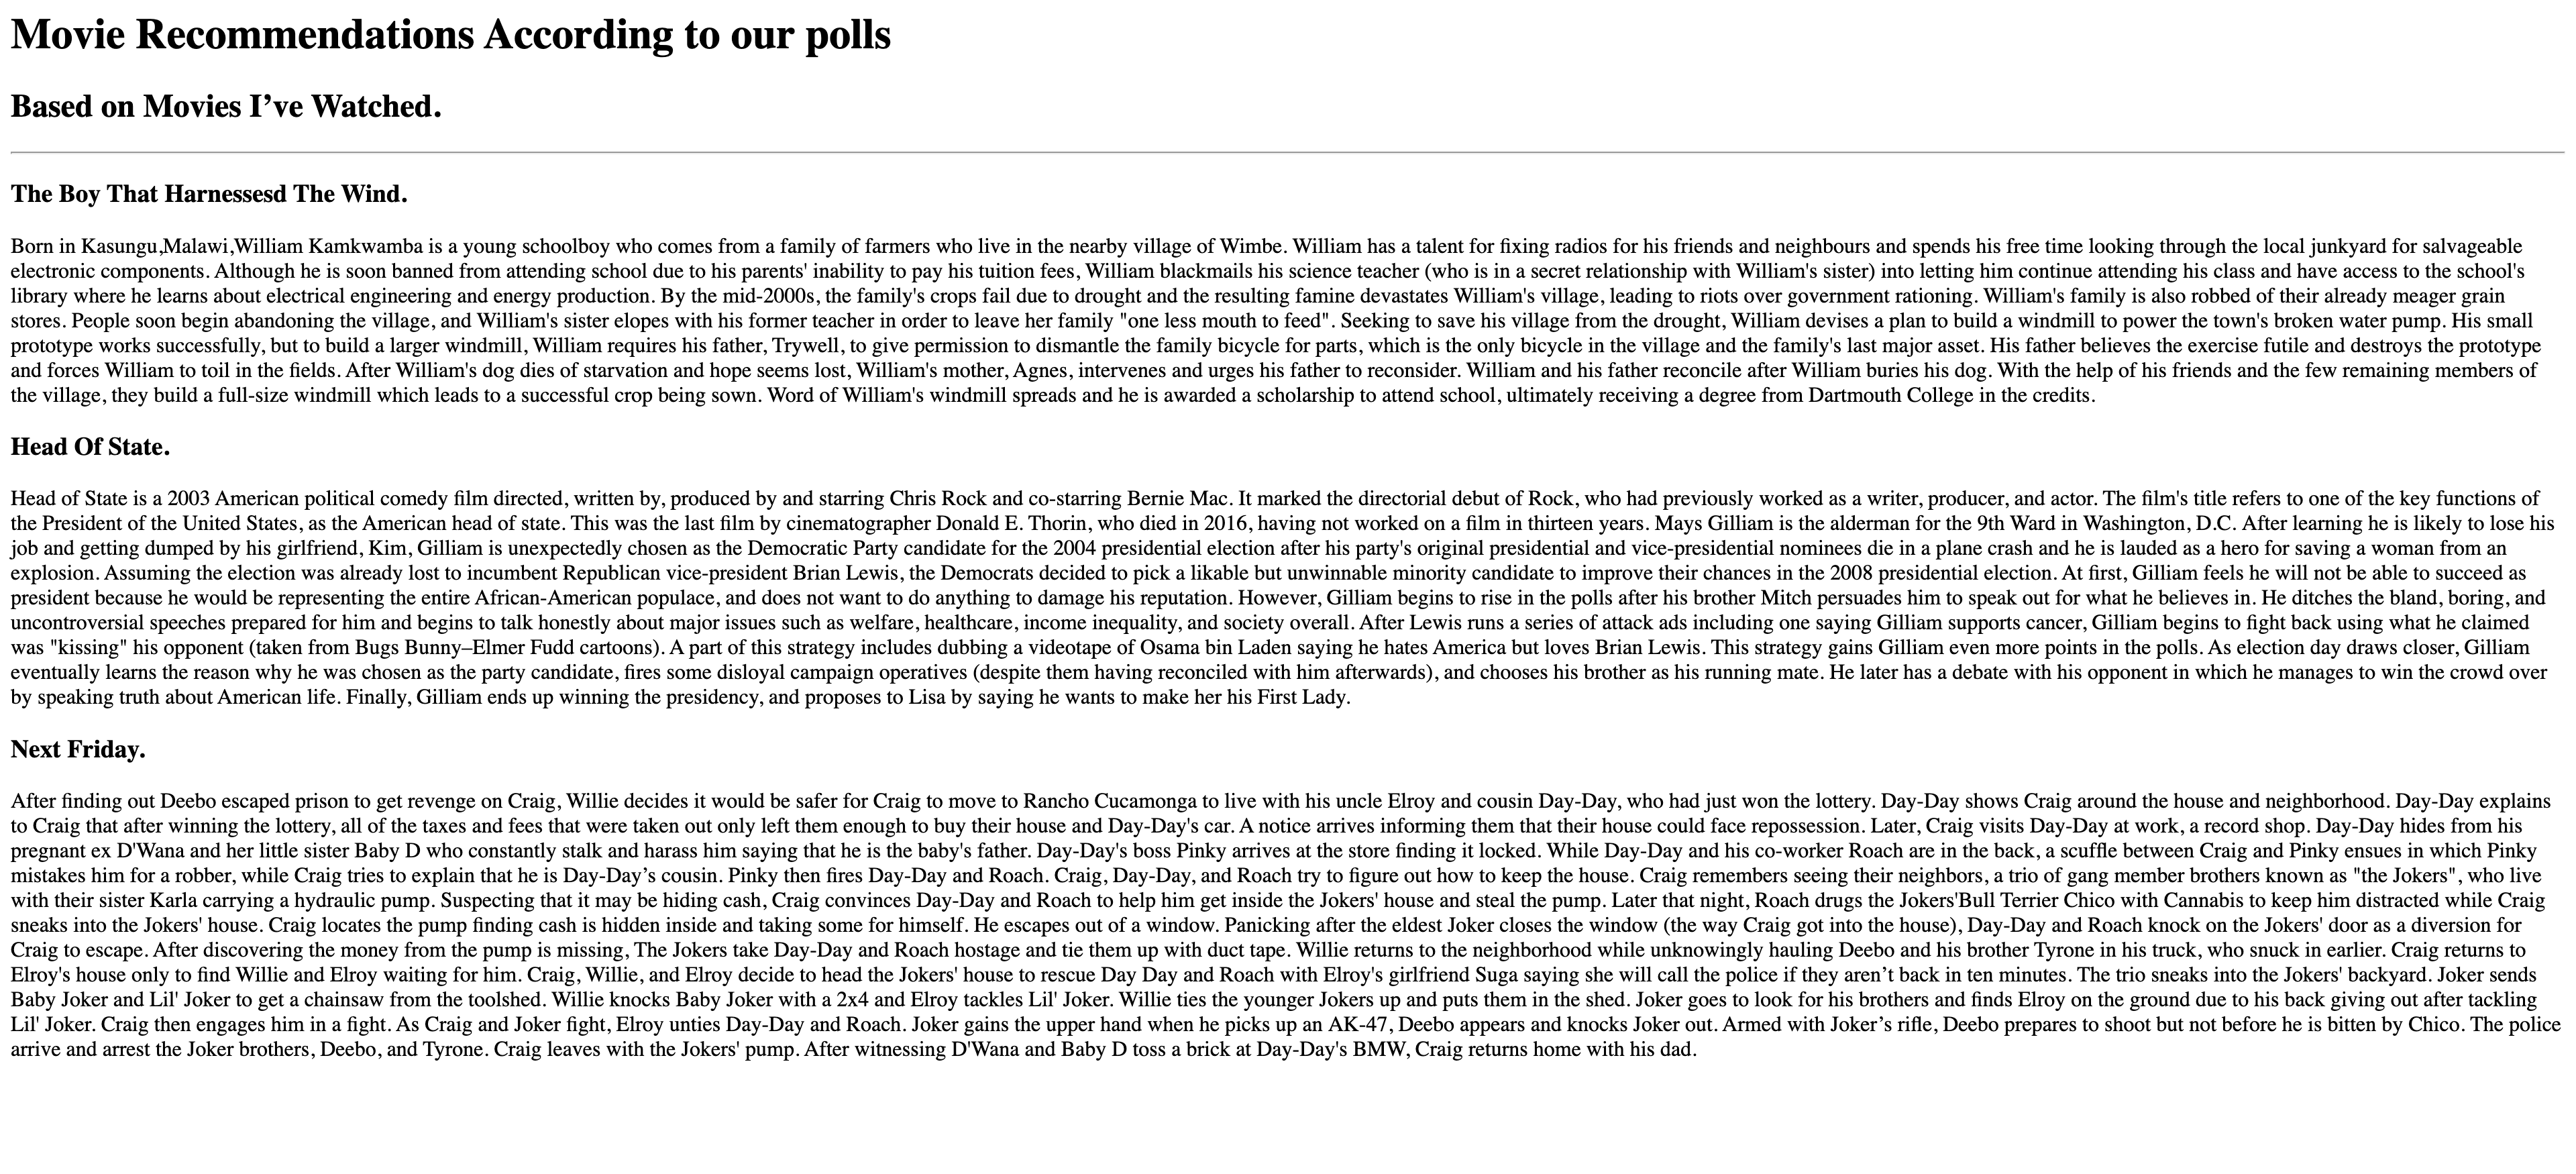 Movie Recommendations According to our polls
Based on Movies I’ve Watched.
The Boy That Harnessesd The Wind.
Born in Kasungu,Malawi,William Kamkwamba is a young schoolboy who comes from a family of farmers who live in the nearby village of Wimbe. William has a talent for fixing radios for his friends and neighbours and spends his free time looking through the local junkyard for salvageable
electronic components. Although he is soon banned from attending school due to his parents' inability to pay his tuition fees, William blackmails his science teacher (who is in a secret relationship with William's sister) into letting him continue attending his class and have access to the school's
library where he learns about electrical engineering and energy production. By the mid-2000s, the family's crops fail due to drought and the resulting famine devastates William's village, leading to riots over government rationing. William's family is also robbed of their already meager grain
stores. People soon begin abandoning the village, and William's sister elopes with his former teacher in order to leave her family "one less mouth to feed". Seeking to save his village from the drought, William devises a plan to build a windmill to power the town's broken water pump. His small
prototype works successfully, but to build a larger windmill, William requires his father, Trywell, to give permission to dismantle the family bicycle for parts, which is the only bicycle in the village and the family's last major asset. His father believes the exercise futile and destroys the prototype
and forces William to toil in the fields. After William's dog dies of starvation and hope seems lost, William's mother, Agnes, intervenes and urges his father to reconsider. William and his father reconcile after William buries his dog. With the help of his friends and the few remaining members of
the village, they build a full-size windmill which leads to a successful crop being sown. Word of William's windmill spreads and he is awarded a scholarship to attend school, ultimately receiving a degree from Dartmouth College in the credits.
Head Of State.
Head of State is a 2003 American political comedy film directed, written by, produced by and starring Chris Rock and co-starring Bernie Mac. It marked the directorial debut of Rock, who had previously worked as a writer, producer, and actor. The film's title refers to one of the key functions of
the President of the United States, as the American head of state. This was the last film by cinematographer Donald E. Thorin, who died in 2016, having not worked on a film in thirteen years. Mays Gilliam is the alderman for the 9th Ward in Washington, D.C. After learning he is likely to lose his
job and getting dumped by his girlfriend, Kim, Gilliam is unexpectedly chosen as the Democratic Party candidate for the 2004 presidential election after his party's original presidential and vice-presidential nominees die in a plane crash and he is lauded as a hero for saving a woman from an
explosion. Assuming the election was already lost to incumbent Republican vice-president Brian Lewis, the Democrats decided to pick a likable but unwinnable minority candidate to improve their chances in the 2008 presidential election. At first, Gilliam feels he will not be able to succeed as
president because he would be representing the entire African-American populace, and does not want to do anything to damage his reputation. However, Gilliam begins to rise in the polls after his brother Mitch persuades him to speak out for what he believes in. He ditches the bland, boring, and
uncontroversial speeches prepared for him and begins to talk honestly about major issues such as welfare, healthcare, income inequality, and society overall. After Lewis runs a series of attack ads including one saying Gilliam supports cancer, Gilliam begins to fight back using what he claimed
was "kissing" his opponent (taken from Bugs Bunny–Elmer Fudd cartoons). A part of this strategy includes dubbing a videotape of Osama bin Laden saying he hates America but loves Brian Lewis. This strategy gains Gilliam even more points in the polls. As election day draws closer, Gilliam
eventually learns the reason why he was chosen as the party candidate, fires some disloyal campaign operatives (despite them having reconciled with him afterwards), and chooses his brother as his running mate. He later has a debate with his opponent in which he manages to win the crowd over
by speaking truth about American life. Finally, Gilliam ends up winning the presidency, and proposes to Lisa by saying he wants to make her his First Lady.
Next Friday.
After finding out Deebo escaped prison to get revenge on Craig, Willie decides it would be safer for Craig to move to Rancho Cucamonga to live with his uncle Elroy and cousin Day-Day, who had just won the lottery. Day-Day shows Craig around the house and neighborhood. Day-Day explains
to Craig that after winning the lottery, all of the taxes and fees that were taken out only left them enough to buy their house and Day-Day's car. A notice arrives informing them that their house could face repossession. Later, Craig visits Day-Day at work, a record shop. Day-Day hides from his
pregnant ex D'Wana and her little sister Baby D who constantly stalk and harass him saying that he is the baby's father. Day-Day's boss Pinky arrives at the store finding it locked. While Day-Day and his co-worker Roach are in the back, a scuffle between Craig and Pinky ensues in which Pinky
mistakes him for a robber, while Craig tries to explain that he is Day-Day’s cousin. Pinky then fires Day-Day and Roach. Craig, Day-Day, and Roach try to figure out how to keep the house. Craig remembers seeing their neighbors, a trio of gang member brothers known as "the Jokers", who live
with their sister Karla carrying a hydraulic pump. Suspecting that it may be hiding cash, Craig convinces Day-Day and Roach to help him get inside the Jokers' house and steal the pump. Later that night, Roach drugs the Jokers'Bull Terrier Chico with Cannabis to keep him distracted while Craig
sneaks into the Jokers' house. Craig locates the pump finding cash is hidden inside and taking some for himself. He escapes out of a window. Panicking after the eldest Joker closes the window (the way Craig got into the house), Day-Day and Roach knock on the Jokers' door as a diversion for
Craig to escape. After discovering the money from the pump is missing, The Jokers take Day-Day and Roach hostage and tie them up with duct tape. Willie returns to the neighborhood while unknowingly hauling Deebo and his brother Tyrone in his truck, who snuck in earlier. Craig returns to
Elroy's house only to find Willie and Elroy waiting for him. Craig, Willie, and Elroy decide to head the Jokers' house to rescue Day Day and Roach with Elroy's girlfriend Suga saying she will call the police if they aren’t back in ten minutes. The trio sneaks into the Jokers' backyard. Joker sends
Baby Joker and Lil' Joker to get a chainsaw from the toolshed. Willie knocks Baby Joker with a 2x4 and Elroy tackles Lil' Joker. Willie ties the younger Jokers up and puts them in the shed. Joker goes to look for his brothers and finds Elroy on the ground due to his back giving out after tackling
Lil' Joker. Craig then engages him in a fight. As Craig and Joker fight, Elroy unties Day-Day and Roach. Joker gains the upper hand when he picks up an AK-47, Deebo appears and knocks Joker out. Armed with Joker’s rifle, Deebo prepares to shoot but not before he is bitten by Chico. The police
arrive and arrest the Joker brothers, Deebo, and Tyrone. Craig leaves with the Jokers' pump. After witnessing D'Wana and Baby D toss a brick at Day-Day's BMW, Craig returns home with his dad.